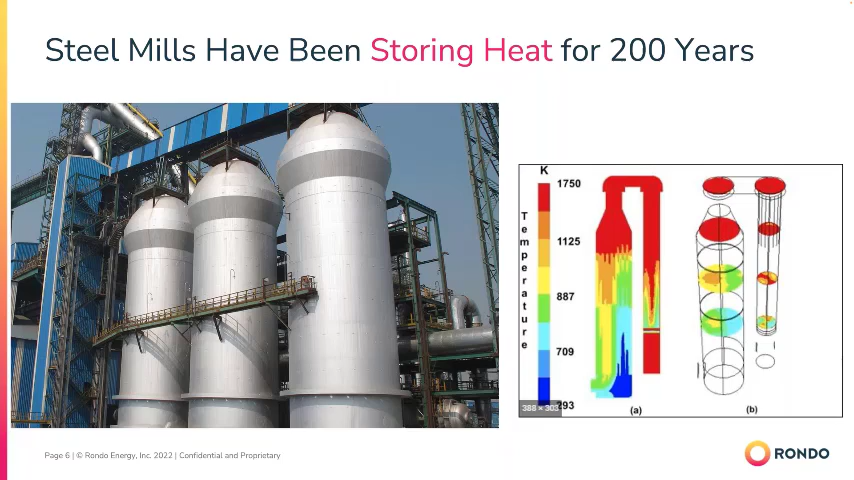 Steel Mills Have Been Storing Heat for 200 Years
K
1750
1125
887
709
293
Temperature
388 × 303
(a)
(b)
Page 6 | © Rondo Energy, Inc. 2022 | Confidential and Proprietary
RONDO